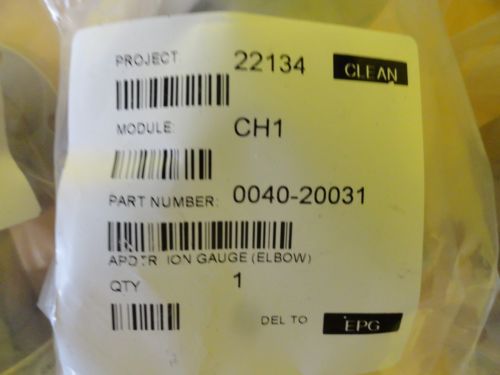 PROJECT 22134 CLEAN
MODULE: CH1
PART NUMBER: 0040-20031
ION GAUGE (ELBOW)
QTY 1
DEL TO EPG